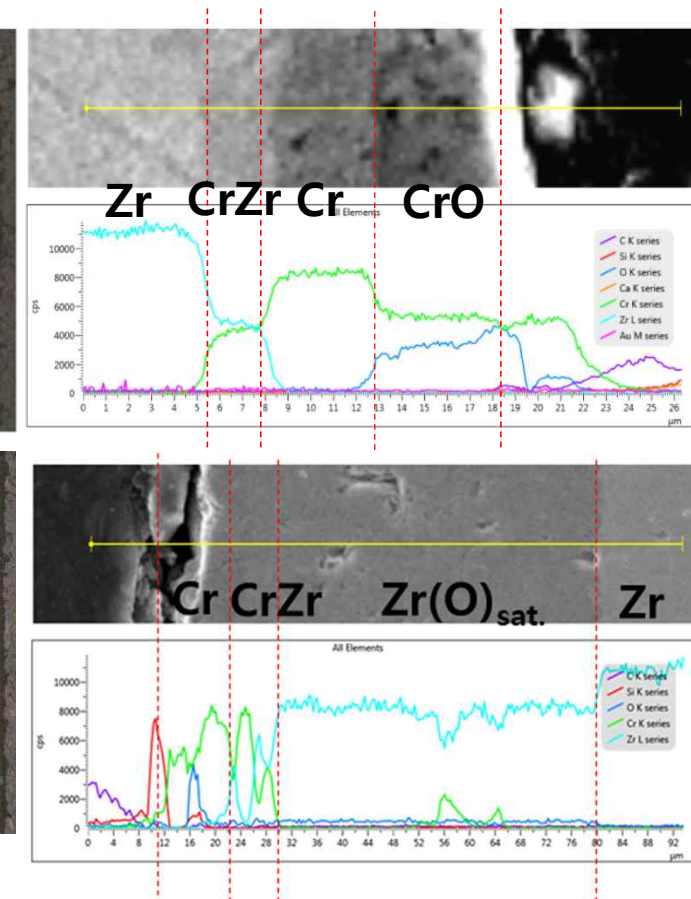 Zr CrZr Cr CrO
All Elements
10000
8000
6000
4000
2000
0
cps
C K series
Si K series
O K series
Ca K series
Cr K series
Zr L series
Au M series
0 1 2 3 4 5 6 7 8 9 10 11 12 13 14 15 16 17 18 19 20 21 22 23 24 25 26
µm
Cr CrZr Zr(O)sat. Zr
All Elements
10000
8000
6000
4000
2000
0
cps
C K series
Si K series
O K series
Cr K series
Zr L series
0 4 8 12 16 20 24 28 32 36 40 44 48 52 56 60 64 68 72 76 80 84 88 92
µm